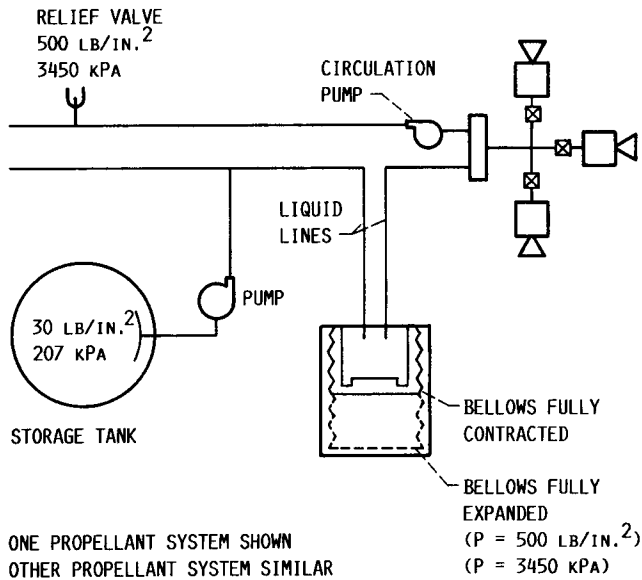 RELIEF VALVE
500 LB/IN.²
3450 KPA
CIRCULATION
PUMP
LIQUID
LINES
PUMP
30 LB/IN.²
207 KPA
STORAGE TANK
BELLOWS FULLY
CONTRACTED
BELLOWS FULLY
EXPANDED
(P = 500 LB/IN.²)
(P = 3450 KPA)
ONE PROPELLANT SYSTEM SHOWN
OTHER PROPELLANT SYSTEM SIMILAR